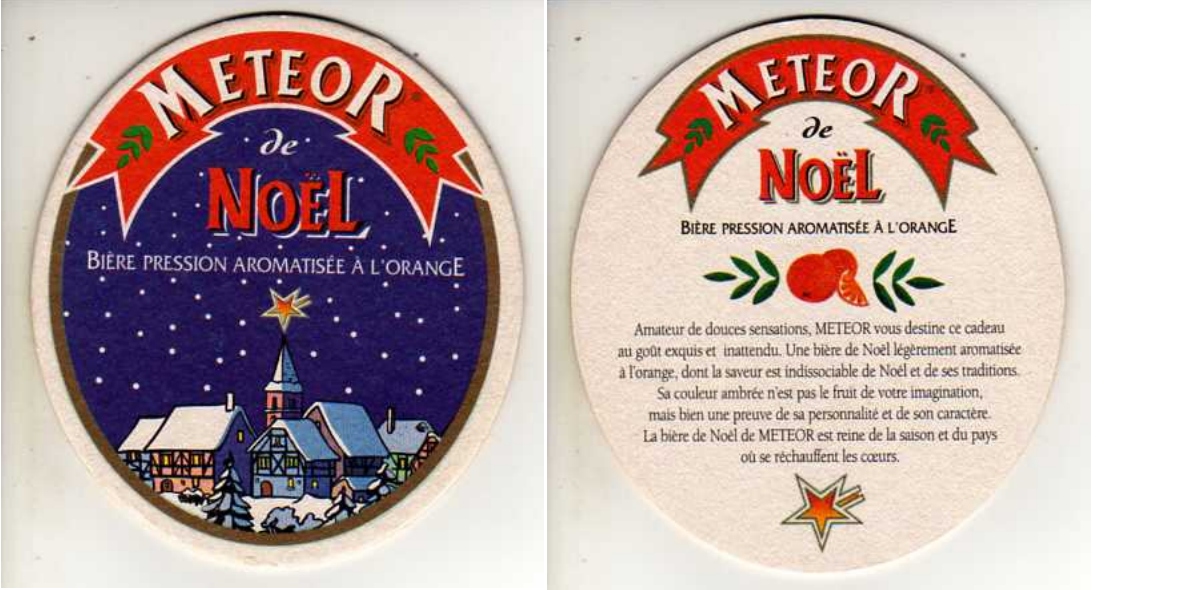 METEOR
de
NOËL
BIÈRE PRESSION AROMATISÉE À L'ORANGE
METEOR
de
NOËL
BIÈRE PRESSION AROMATISÉE À L'ORANGE
Amateur de douces sensations, METEOR vous destine ce cadeau
au goût exquis et inattendu. Une bière de Noël légèrement aromatisée
à l'orange, dont la saveur est indissociable de Noël et de ses traditions.
Sa couleur ambrée n'est pas le fruit de votre imagination,
mais bien une preuve de sa personnalité et de son caractère.
La bière de Noël de METEOR est reine de la saison et du pays
où se réchauffent les cœurs.